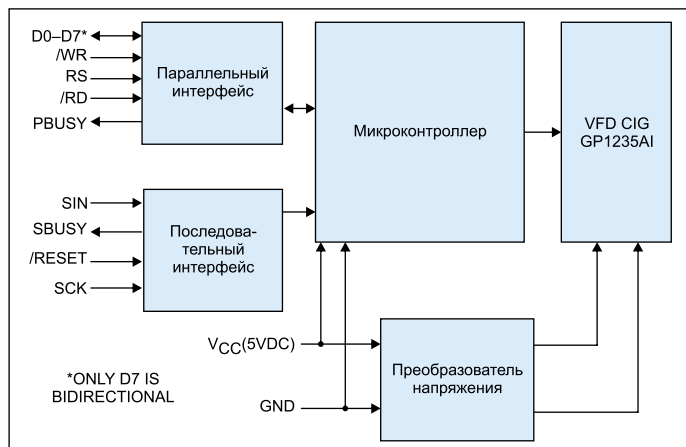 D0–D7*
/WR
RS
/RD
PBUSY
Параллельный
интерфейс
Микроконтроллер
VFD CIG
GP1235AI
SIN
SBUSY
/RESET
SCK
Последова-
тельный
интерфейс
VCC(5VDC)
GND
Преобразователь
напряжения
*ONLY D7 IS
BIDIRECTIONAL